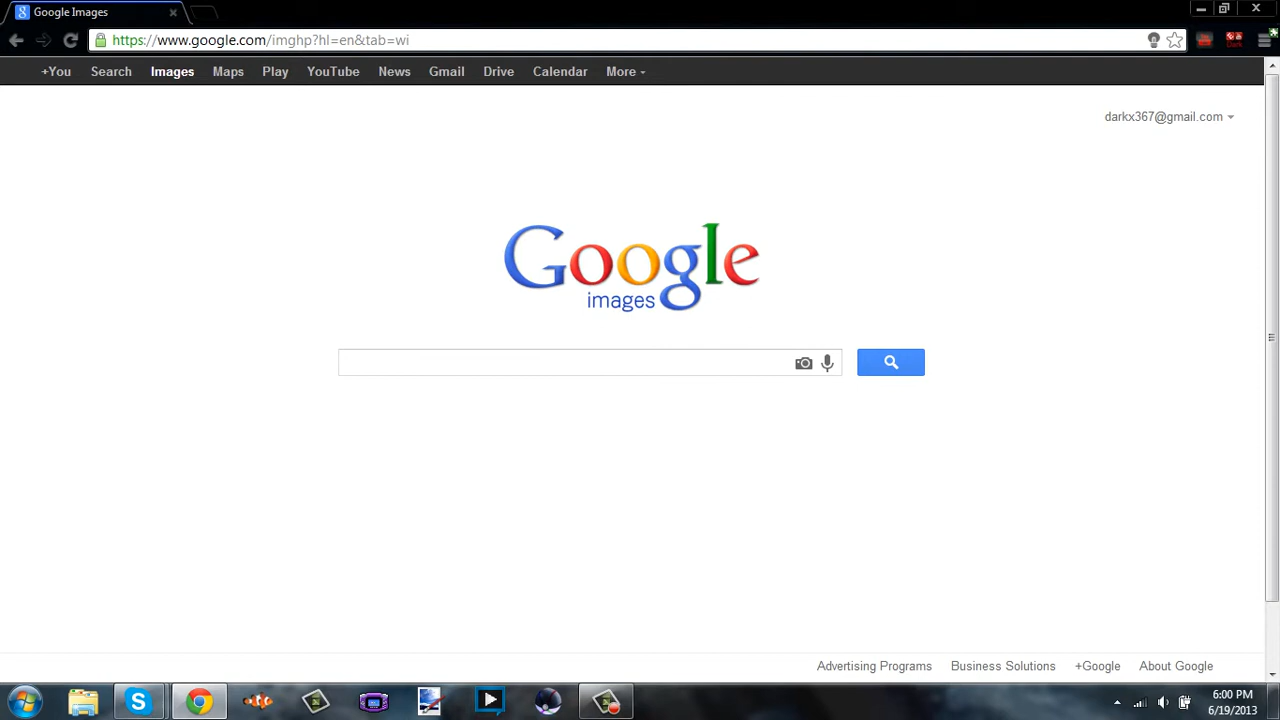 Google Images
https://www.google.com/imghp?hl=en&tab=wi
+You Search Images Maps Play YouTube News Gmail Drive Calendar More
darkx367@gmail.com
Google
images
Advertising Programs Business Solutions +Google About Google
6:00 PM
6/19/2013